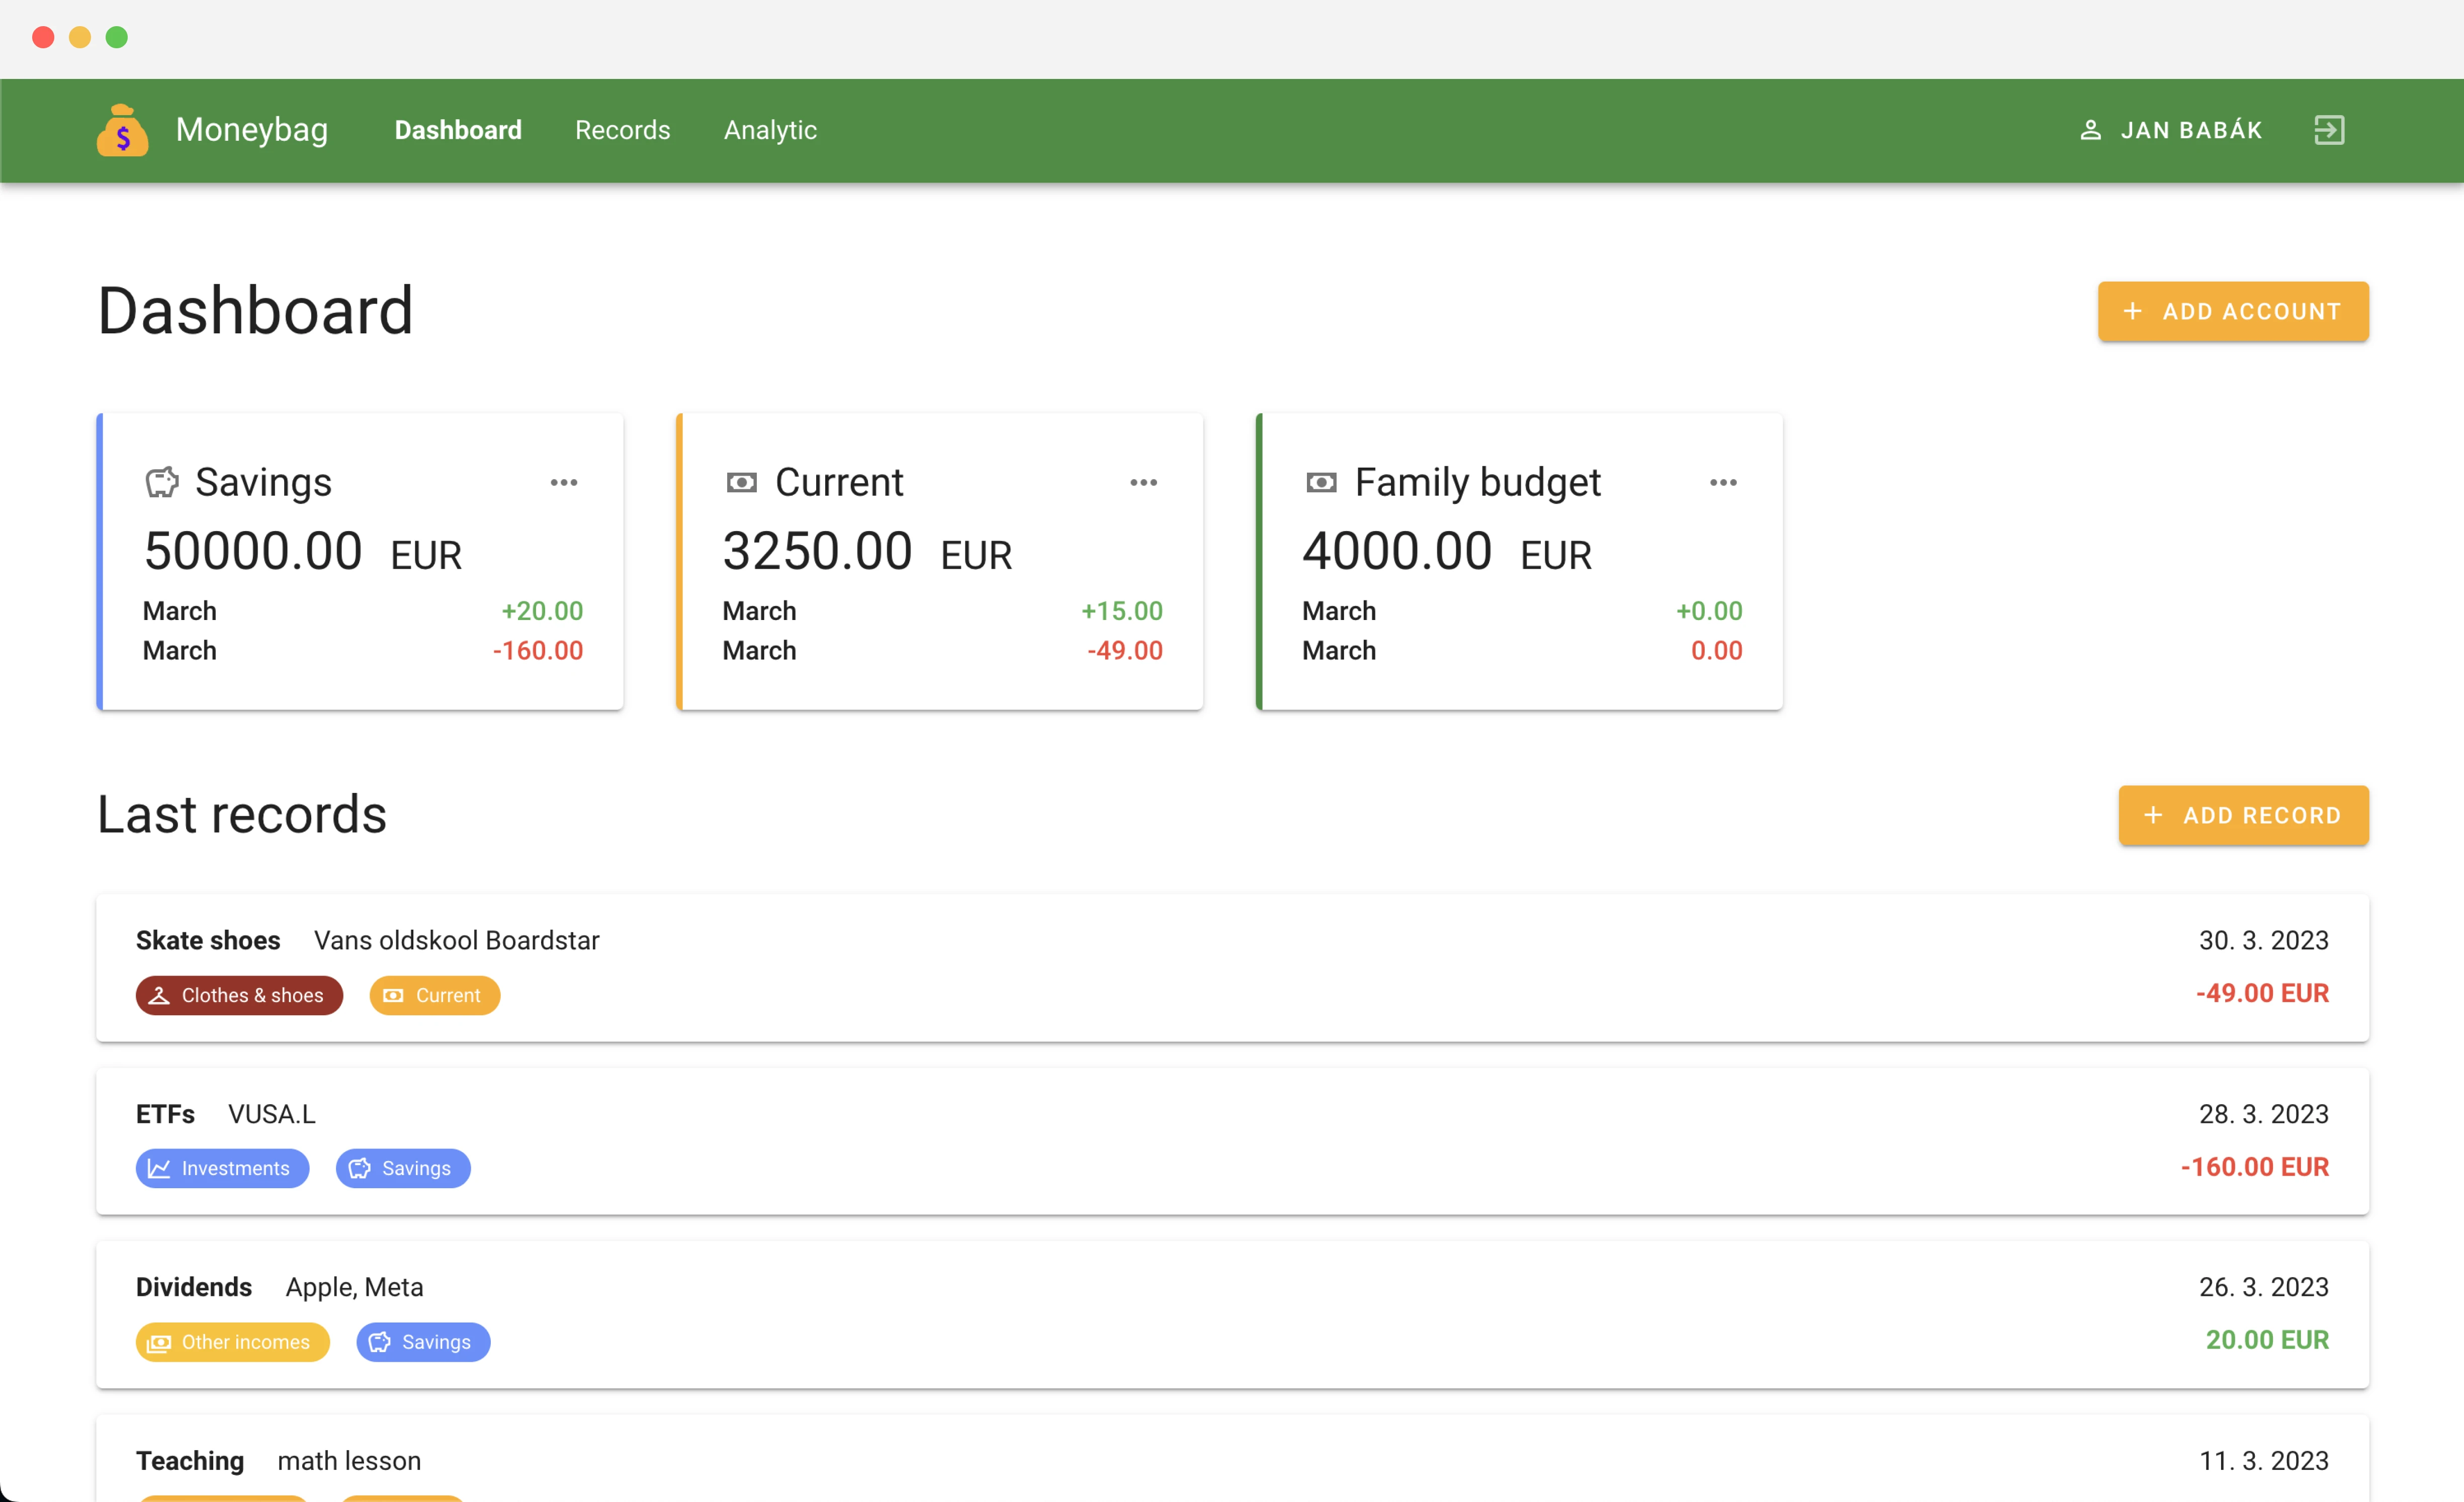 Moneybag Dashboard Records Analytic JAN BABÁK
Dashboard
+ ADD ACCOUNT
Savings
50000.00 EUR
March +20.00
March -160.00
Current
3250.00 EUR
March +15.00
March -49.00
Family budget
4000.00 EUR
March +0.00
March 0.00
Last records
+ ADD RECORD
Skate shoes Vans oldskool Boardstar 30. 3. 2023
Clothes & shoes Current -49.00 EUR
ETFs VUSA.L 28. 3. 2023
Investments Savings -160.00 EUR
Dividends Apple, Meta 26. 3. 2023
Other incomes Savings 20.00 EUR
Teaching math lesson 11. 3. 2023